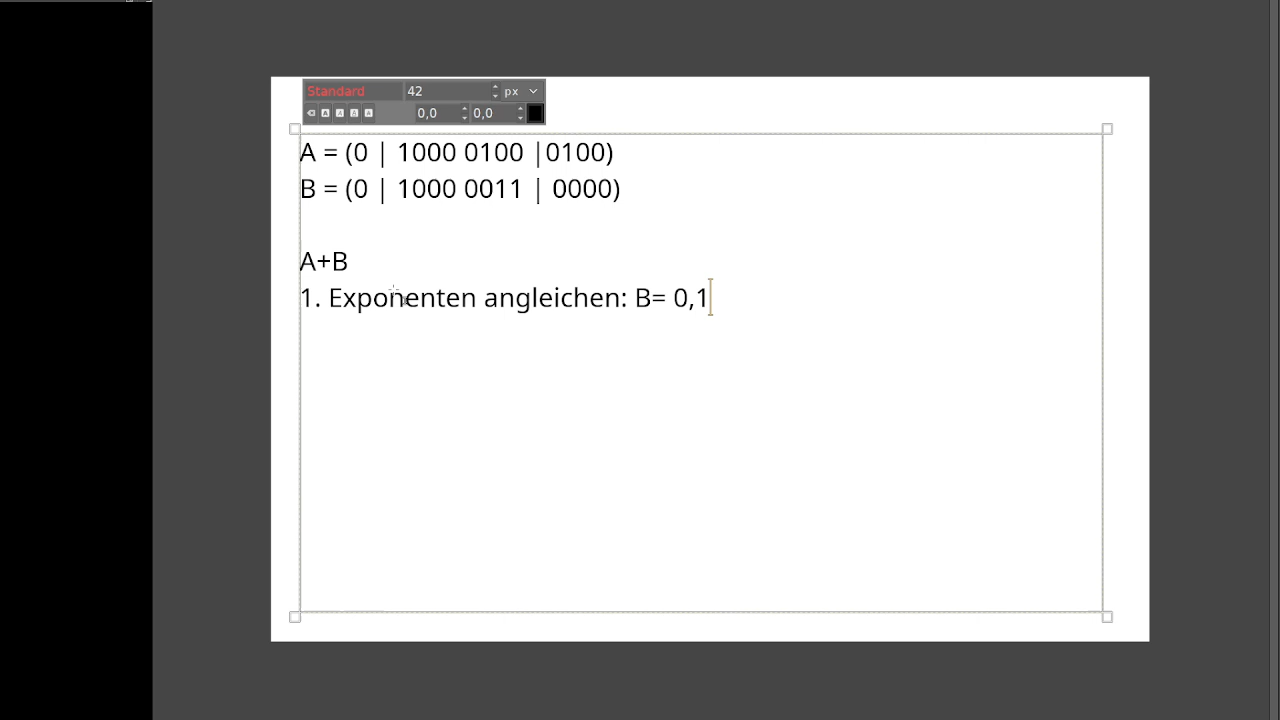 Standard 42 px
0,0 0,0
A = (0 | 1000 0100 |0100)
B = (0 | 1000 0011 | 0000)
A+B
1. Exponenten angleichen: B= 0,1